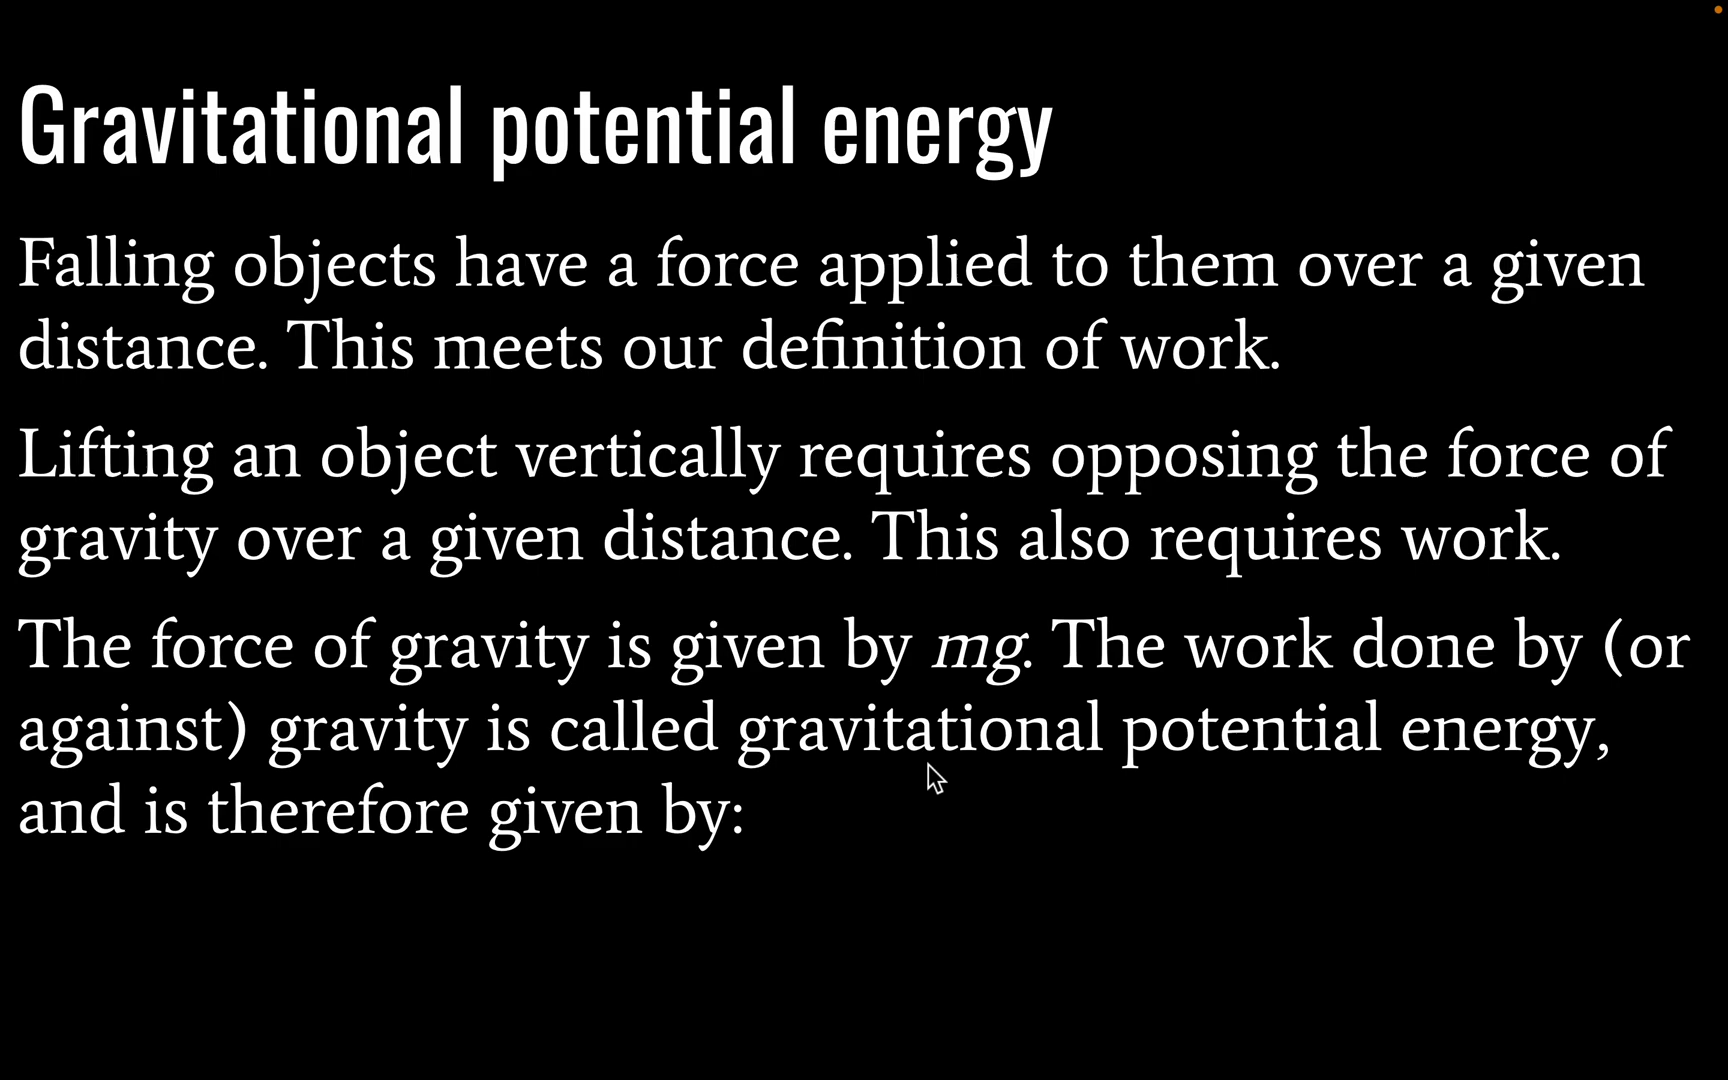 Gravitational potential energy
Falling objects have a force applied to them over a given
distance. This meets our definition of work.
Lifting an object vertically requires opposing the force of
gravity over a given distance. This also requires work.
The force of gravity is given by mg. The work done by (or
against) gravity is called gravitational potential energy,
and is therefore given by: